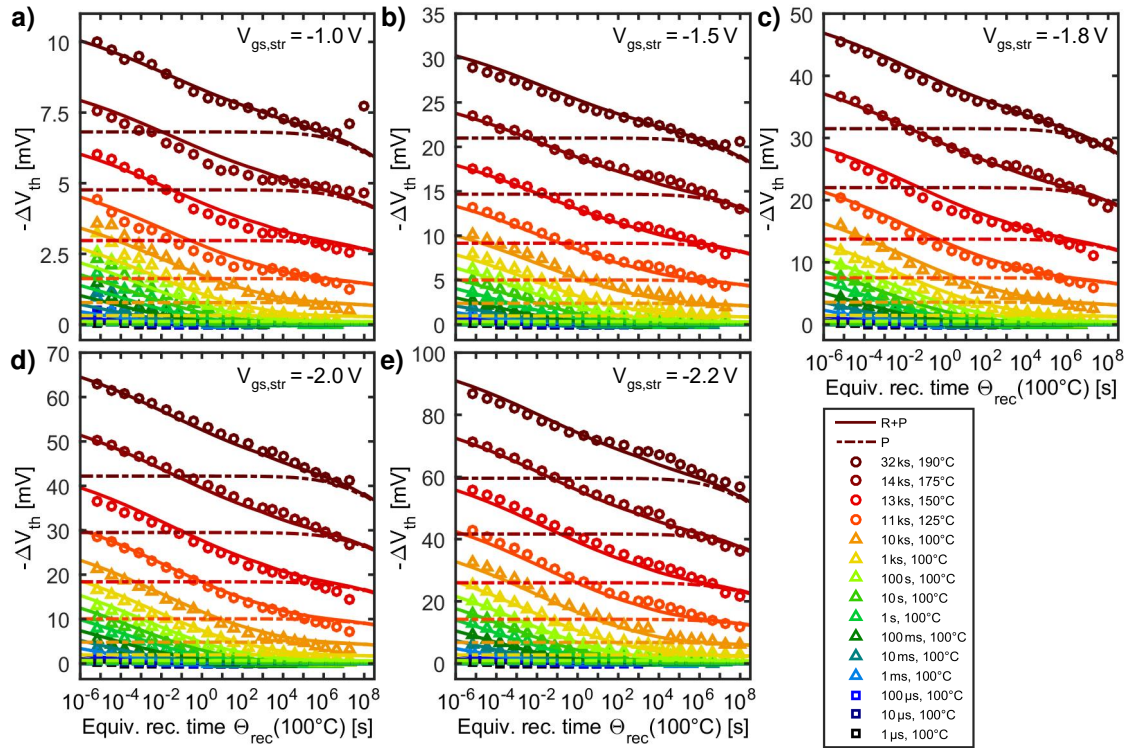 a)
V_gs,str = -1.0 V
-ΔV_th [mV]
10
7.5
5
2.5
0
b)
V_gs,str = -1.5 V
35
30
25
20
15
10
5
0
c)
V_gs,str = -1.8 V
50
40
30
20
10
0
10^-6 10^-4 10^-2 10^0 10^2 10^4 10^6 10^8
Equiv. rec. time Θ_rec(100°C) [s]
d)
V_gs,str = -2.0 V
-ΔV_th [mV]
70
60
50
40
30
20
10
0
10^-6 10^-4 10^-2 10^0 10^2 10^4 10^6 10^8
Equiv. rec. time Θ_rec(100°C) [s]
e)
V_gs,str = -2.2 V
-ΔV_th [mV]
100
80
60
40
20
0
10^-6 10^-4 10^-2 10^0 10^2 10^4 10^6 10^8
Equiv. rec. time Θ_rec(100°C) [s]
R+P
P
32 ks, 190°C
14 ks, 175°C
13 ks, 150°C
11 ks, 125°C
10 ks, 100°C
1 ks, 100°C
100 s, 100°C
10 s, 100°C
1 s, 100°C
100 ms, 100°C
10 ms, 100°C
1 ms, 100°C
100 µs, 100°C
10 µs, 100°C
1 µs, 100°C